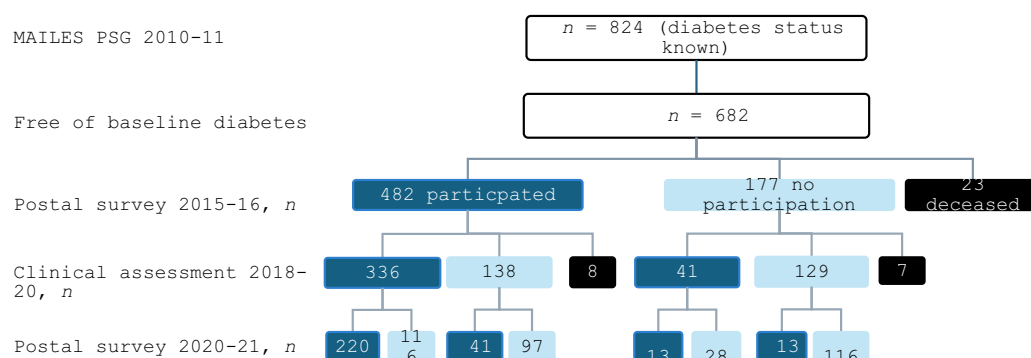 MAILES PSG 2010-11
n = 824 (diabetes status
known)
Free of baseline diabetes
n = 682
Postal survey 2015-16, n
482 particpated
177 no
participation
23
deceased
Clinical assessment 2018-
20, n
336
138
8
41
129
7
Postal survey 2020-21, n
220
11
6
41
97
13
28
13
116